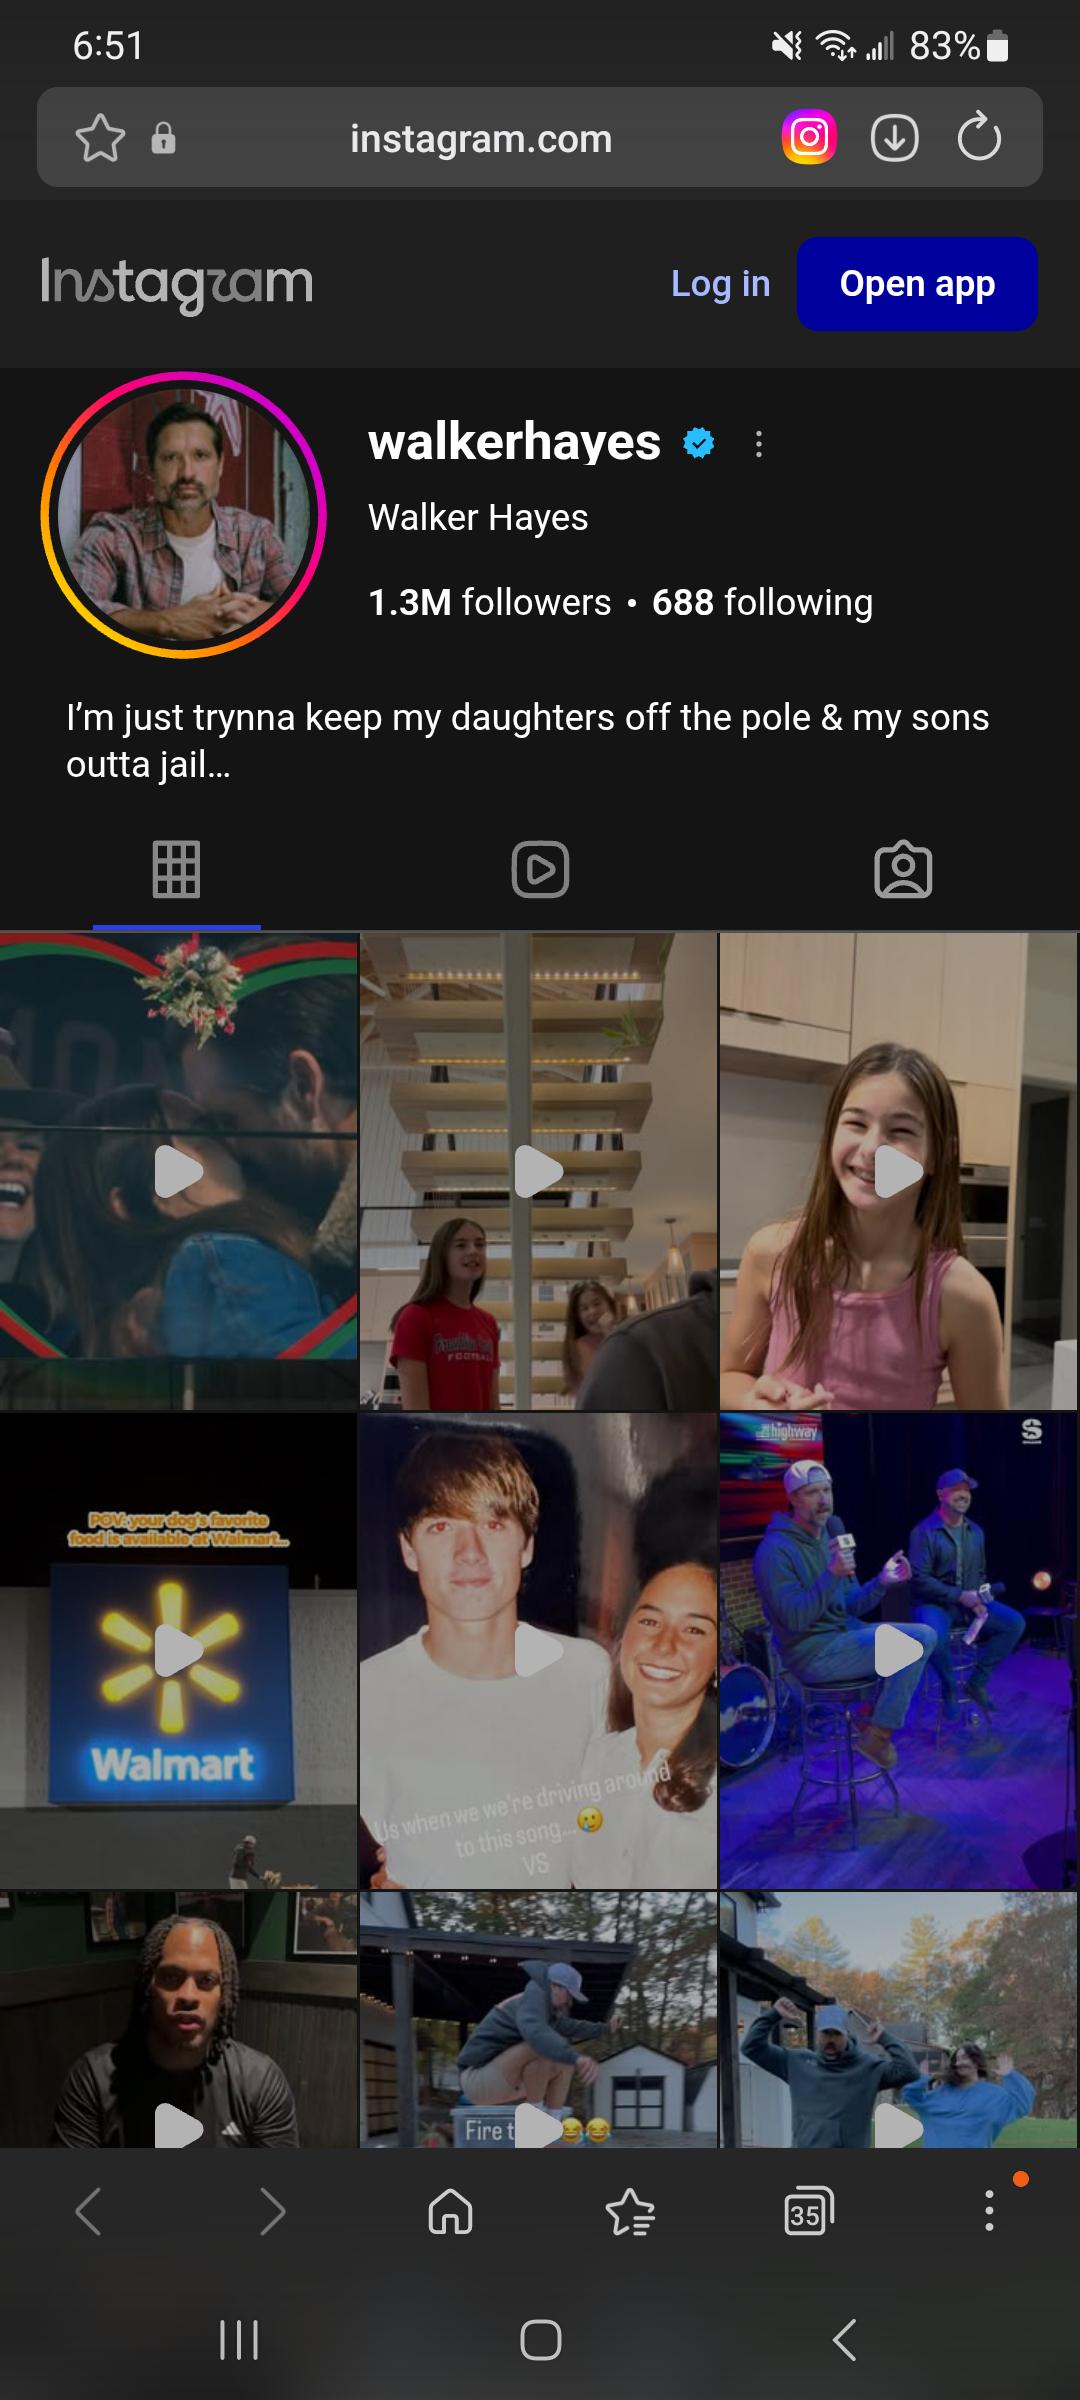 6:51
83%
instagram.com
Instagram
Log in
Open app
walkerhayes
Walker Hayes
1.3M followers • 688 following
I’m just trynna keep my daughters off the pole & my sons
outta jail…
FOOTBALL
POV: your dog's favorite
food is available at Walmart...
Walmart
Us when we we're driving around
to this song...🥲
VS
the highway
S
Fire t 😂😂
35